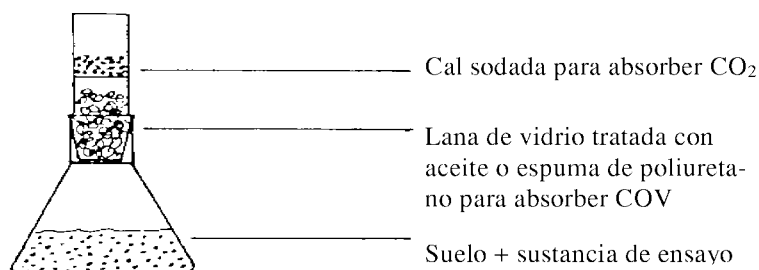 Cal sodada para absorber CO₂
Lana de vidrio tratada con
aceite o espuma de poliureta-
no para absorber COV
Suelo + sustancia de ensayo